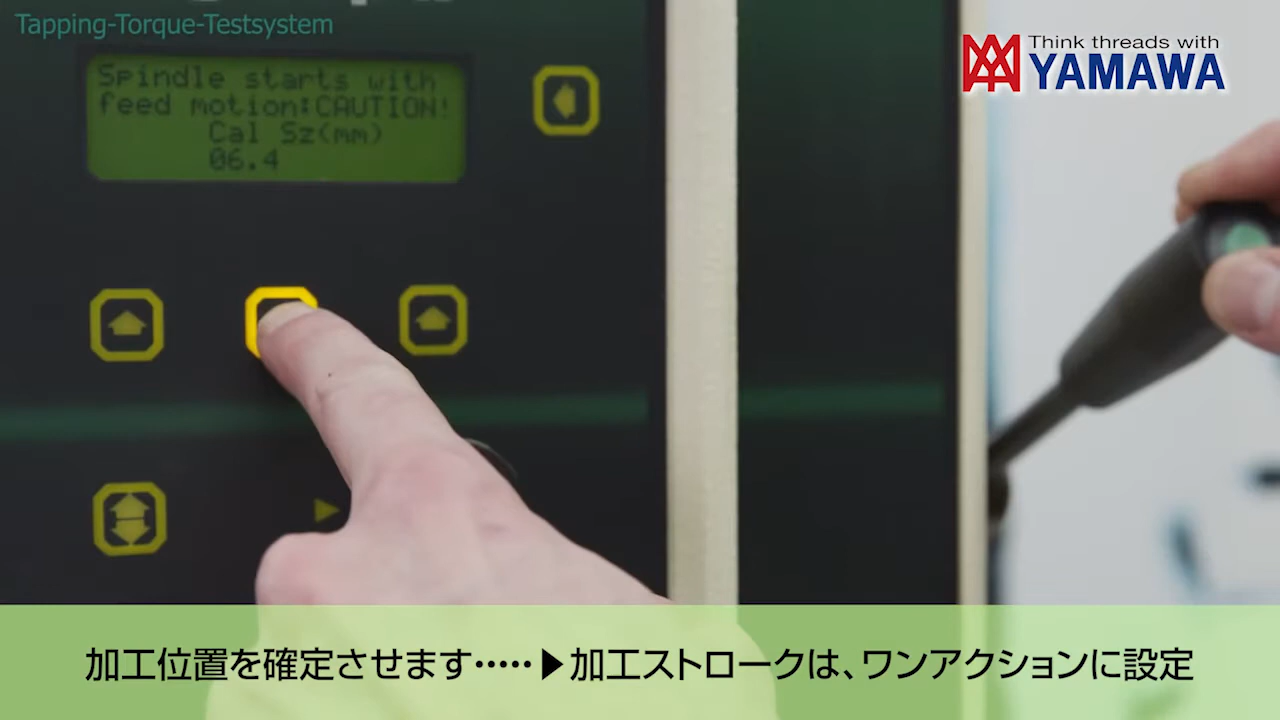 Tapping-Torque-Testsystem
Think threads with
YAMAWA
Spindle starts with
feed motion:CAUTION!
Cal Sz(mm)
06.4
加工位置を確定させます‥‥‥▶加工ストロークは、ワンアクションに設定